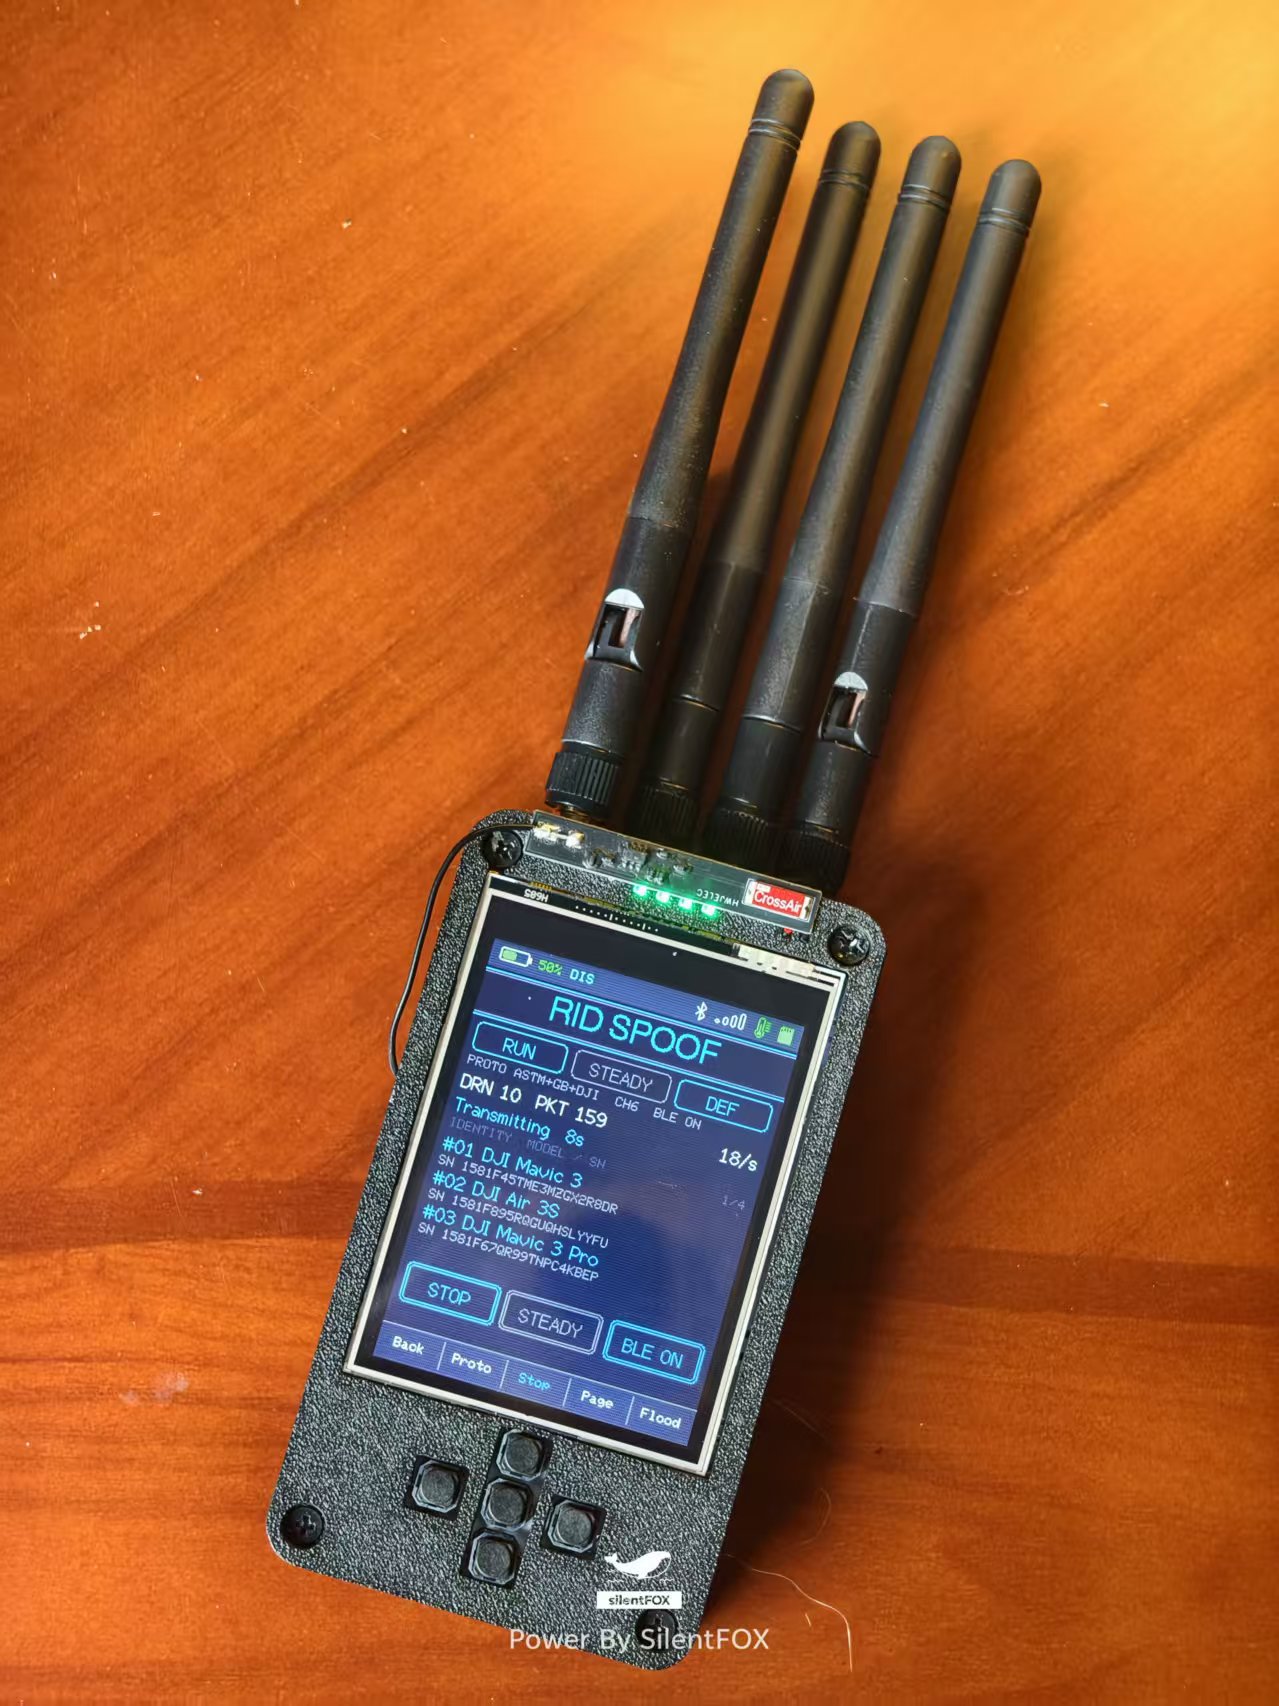 HWJELEC
CrossAir
H685
50% DIS
RID SPOOF
RUN STEADY DEF
PROTO ASTM+GB+DJI CH6 BLE ON
DRN 10 PKT 159 18/s
Transmitting 8s
IDENTITY MODEL / SN 1/4
#01 DJI Mavic 3
SN 1581F45TME3MZGX2R8DR
#02 DJI Air 3S
SN 1581F895RQGUQHSLYYFU
#03 DJI Mavic 3 Pro
SN 1581F67QR99TNPC4KBEP
STOP STEADY BLE ON
Back Proto Stop Page Flood
silentFOX
Power By SilentFOX